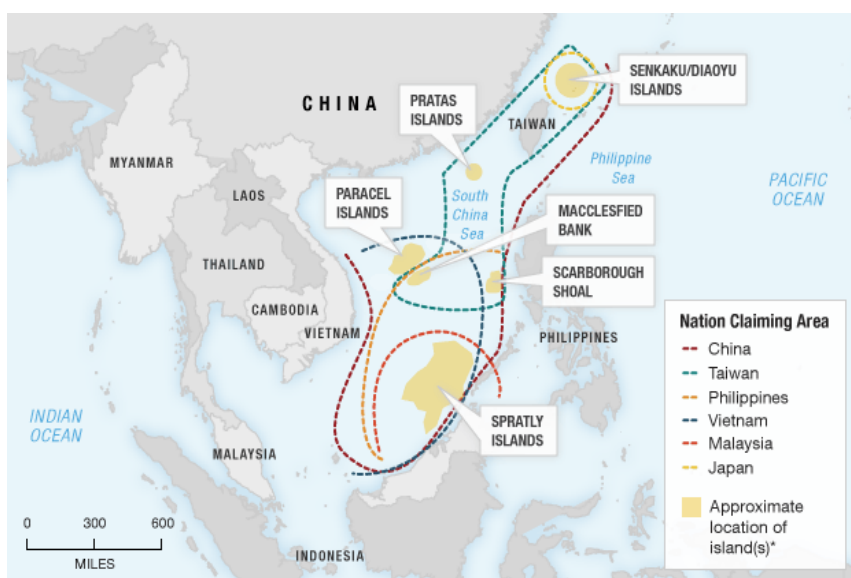 CHINA
SENKAKU/DIAOYU
ISLANDS
PRATAS
ISLANDS
TAIWAN
MYANMAR
Philippine
Sea
PACIFIC
OCEAN
LAOS
PARACEL
ISLANDS
South
China
Sea
MACCLESFIED
BANK
THAILAND
SCARBOROUGH
SHOAL
CAMBODIA
VIETNAM
PHILIPPINES
INDIAN
OCEAN
SPRATLY
ISLANDS
MALAYSIA
INDONESIA
0 300 600
MILES
Nation Claiming Area
China
Taiwan
Philippines
Vietnam
Malaysia
Japan
Approximate
location of
island(s)*